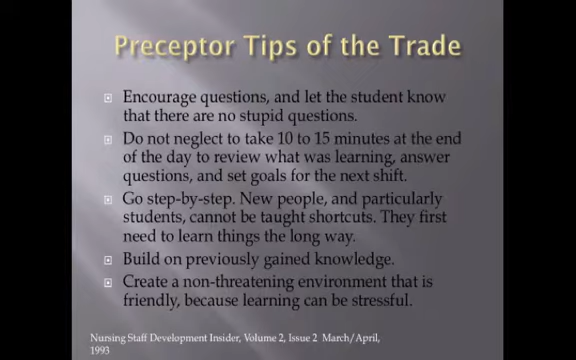 Preceptor Tips of the Trade
Encourage questions, and let the student know
that there are no stupid questions.
Do not neglect to take 10 to 15 minutes at the end
of the day to review what was learning, answer
questions, and set goals for the next shift.
Go step-by-step. New people, and particularly
students, cannot be taught shortcuts. They first
need to learn things the long way.
Build on previously gained knowledge.
Create a non-threatening environment that is
friendly, because learning can be stressful.
Nursing Staff Development Insider, Volume 2, Issue 2 March/April,
1993